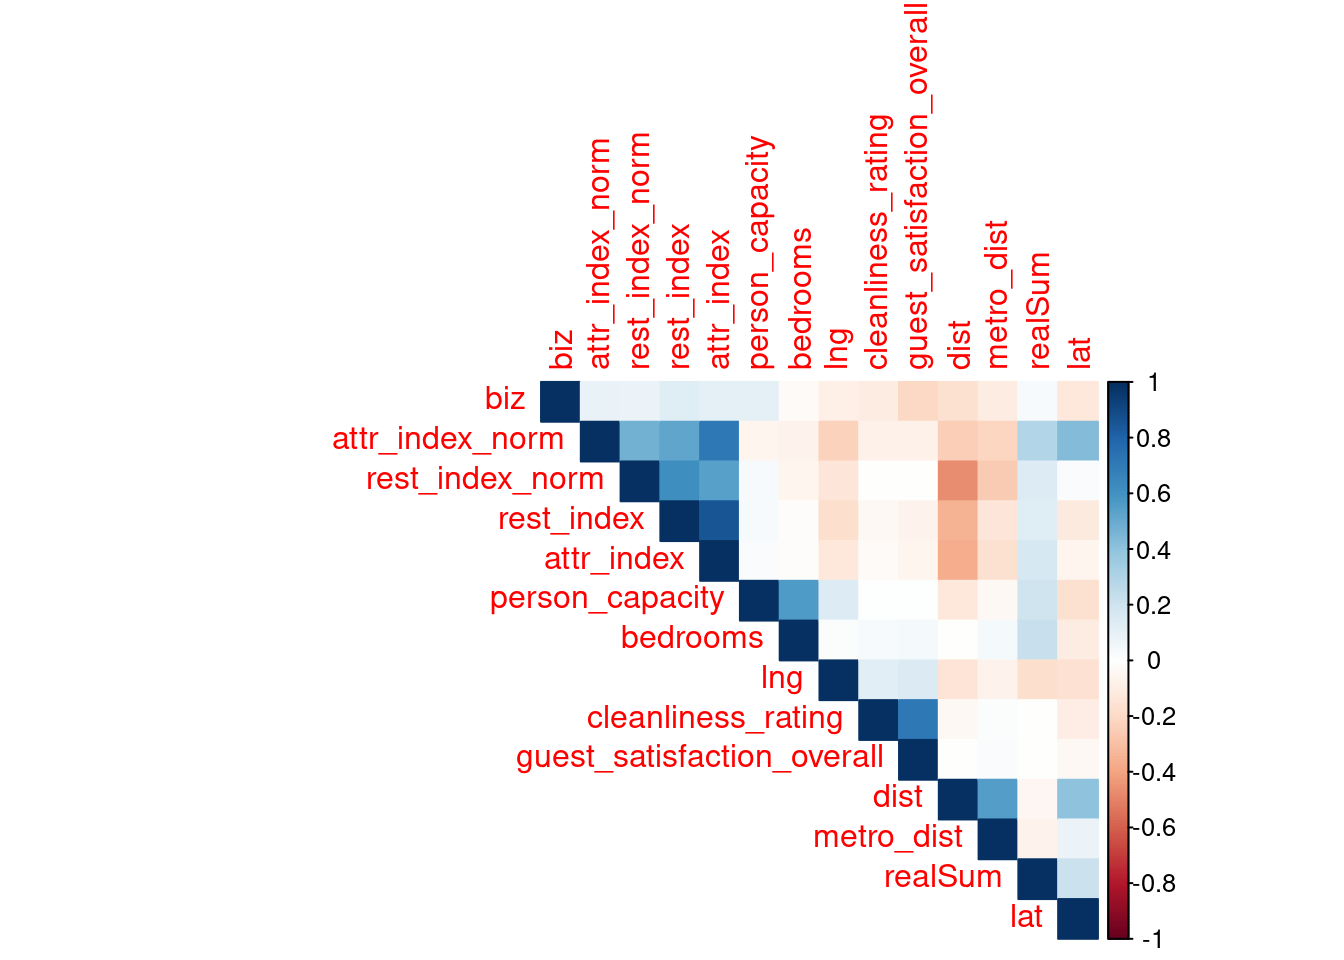 biz
attr_index_norm
rest_index_norm
rest_index
attr_index
person_capacity
bedrooms
lng
cleanliness_rating
guest_satisfaction_overall
dist
metro_dist
realSum
lat
biz
attr_index_norm
rest_index_norm
rest_index
attr_index
person_capacity
bedrooms
lng
cleanliness_rating
guest_satisfaction_overall
dist
metro_dist
realSum
lat
1
0.8
0.6
0.4
0.2
0
-0.2
-0.4
-0.6
-0.8
-1